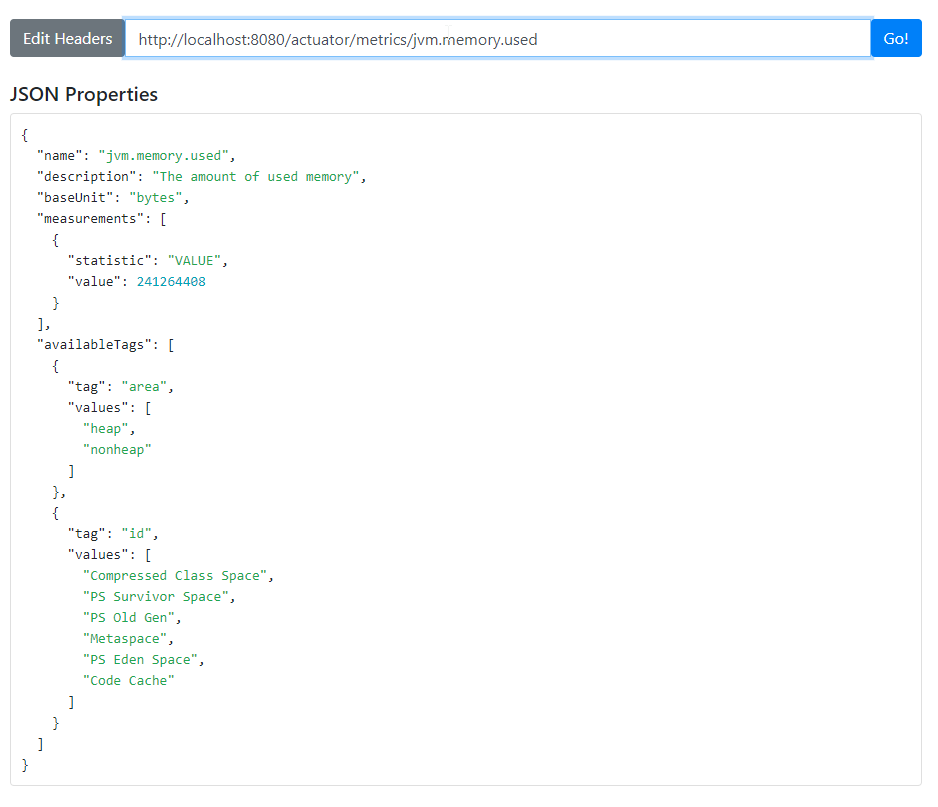 Edit Headers http://localhost:8080/actuator/metrics/jvm.memory.used Go!
JSON Properties
{
"name": "jvm.memory.used",
"description": "The amount of used memory",
"baseUnit": "bytes",
"measurements": [
{
"statistic": "VALUE",
"value": 241264408
}
],
"availableTags": [
{
"tag": "area",
"values": [
"heap",
"nonheap"
]
},
{
"tag": "id",
"values": [
"Compressed Class Space",
"PS Survivor Space",
"PS Old Gen",
"Metaspace",
"PS Eden Space",
"Code Cache"
]
}
]
}